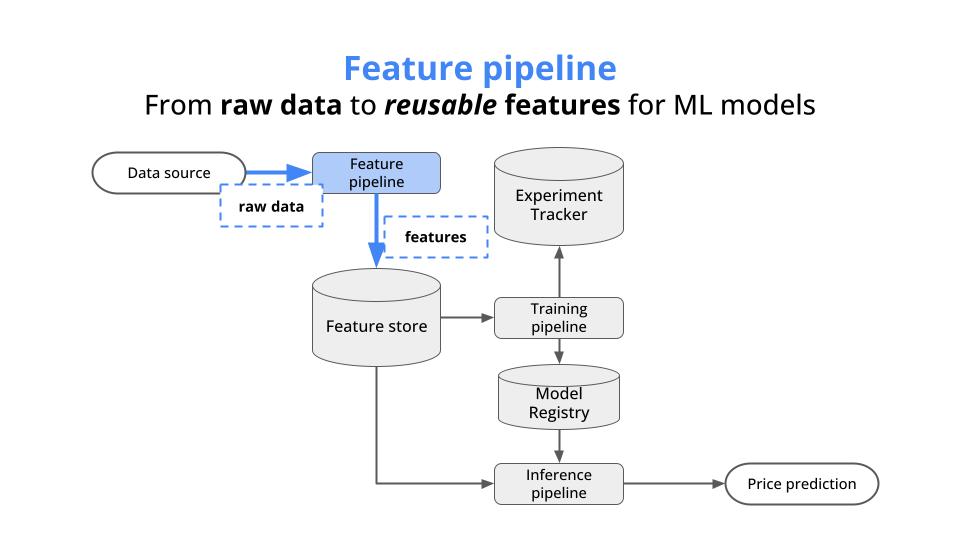 Feature pipeline
From raw data to reusable features for ML models
Data source
Feature
pipeline
raw data
features
Experiment
Tracker
Feature store
Training
pipeline
Model
Registry
Inference
pipeline
Price prediction